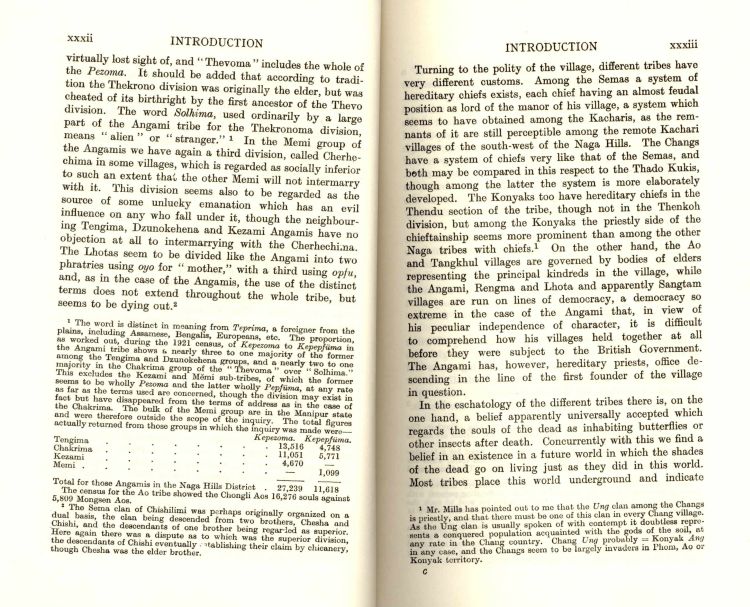 xxxii
INTRODUCTION
virtually lost sight of, and "Thevoma" includes the whole of
the Pezoma. It should be added that according to tradi-
tion the Thekrono division was originally the elder, but was
cheated of its birthright by the first ancestor of the Thevo
division. The word Solhima, used ordinarily by a large
part of the Angami tribe for the Thekronoma division,
means "alien" or "stranger." ¹ In the Memi group of
the Angamis we have again a third division, called Cherhe-
chima in some villages, which is regarded as socially inferior
to such an extent that the other Memi will not intermarry
with it. This division seems also to be regarded as the
source of some unlucky emanation which has an evil
influence on any who fall under it, though the neighbour-
ing Tengima, Dzunokehena and Kezami Angamis have no
objection at all to intermarrying with the Cherhechima.
The Lhotas seem to be divided like the Angami into two
phratries using oyo for "mother," with a third using opfu,
and, as in the case of the Angamis, the use of the distinct
terms does not extend throughout the whole tribe, but
seems to be dying out.²
¹ The word is distinct in meaning from Teprima, a foreigner from the
plains, including Assamese, Bengalis, Europeans, etc. The proportion,
as worked out, during the 1921 census, of Kepezoma to Kepepfüma in
the Angami tribe shows a nearly three to one majority of the former
among the Tengima and Dzunokehena groups, and a nearly two to one
majority in the Chakrima group of the "Thevoma" over "Solhima."
This excludes the Kezami and Mémi sub-tribes, of which the former
seems to be wholly Pezoma and the latter wholly Pepfüma, at any rate
as far as the terms used are concerned, though the division may exist in
fact but have disappeared from the terms of address as in the case of
the Chakrima. The bulk of the Memi group are in the Manipur state
and were therefore outside the scope of the inquiry. The total figures
actually returned from those groups in which the inquiry was made were—
Kepezoma. Kepepfüma.
Tengima . . . . . . . 13,516 4,748
Chakrima . . . . . . . 11,051 5,771
Kezami . . . . . . . 4,670 —
Memi . . . . . . . — 1,099
Total for those Angamis in the Naga Hills District . 27,239 11,618
The census for the Ao tribe showed the Chongli Aos 16,276 souls against
5,809 Mongsen Aos.
² The Sema clan of Chishilimi was perhaps originally organized on a
dual basis, the clan being descended from two brothers, Chesha and
Chishi, and the descendants of one brother being regarded as superior.
Here again there was a dispute as to which was the superior division,
the descendants of Chishi eventually establishing their claim by chicanery,
though Chesha was the elder brother.
INTRODUCTION
xxxiii
Turning to the polity of the village, different tribes have
very different customs. Among the Semas a system of
hereditary chiefs exists, each chief having an almost feudal
position as lord of the manor of his village, a system which
seems to have obtained among the Kacharis, as the rem-
nants of it are still perceptible among the remote Kachari
villages of the south-west of the Naga Hills. The Changs
have a system of chiefs very like that of the Semas, and
both may be compared in this respect to the Thado Kukis,
though among the latter the system is more elaborately
developed. The Konyaks too have hereditary chiefs in the
Thendu section of the tribe, though not in the Thenkoh
division, but among the Konyaks the priestly side of the
chieftainship seems more prominent than among the other
Naga tribes with chiefs.¹ On the other hand, the Ao
and Tangkhul villages are governed by bodies of elders
representing the principal kindreds in the village, while
the Angami, Rengma and Lhota and apparently Sangtam
villages are run on lines of democracy, a democracy so
extreme in the case of the Angami that, in view of
his peculiar independence of character, it is difficult
to comprehend how his villages held together at all
before they were subject to the British Government.
The Angami has, however, hereditary priests, office de-
scending in the line of the first founder of the village
in question.
In the eschatology of the different tribes there is, on the
one hand, a belief apparently universally accepted which
regards the souls of the dead as inhabiting butterflies or
other insects after death. Concurrently with this we find a
belief in an existence in a future world in which the shades
of the dead go on living just as they did in this world.
Most tribes place this world underground and indicate
¹ Mr. Mills has pointed out to me that the Ung clan among the Changs
is priestly, and that there must be one of this clan in every Chang village.
As the Ung clan is usually spoken of with contempt it doubtless repre-
sents a conquered population acquainted with the gods of the soil, at
any rate in the Chang country. Chang Ung probably = Konyak Ang
in any case, and the Changs seem to be largely invaders in Phom, Ao or
Konyak territory.
C